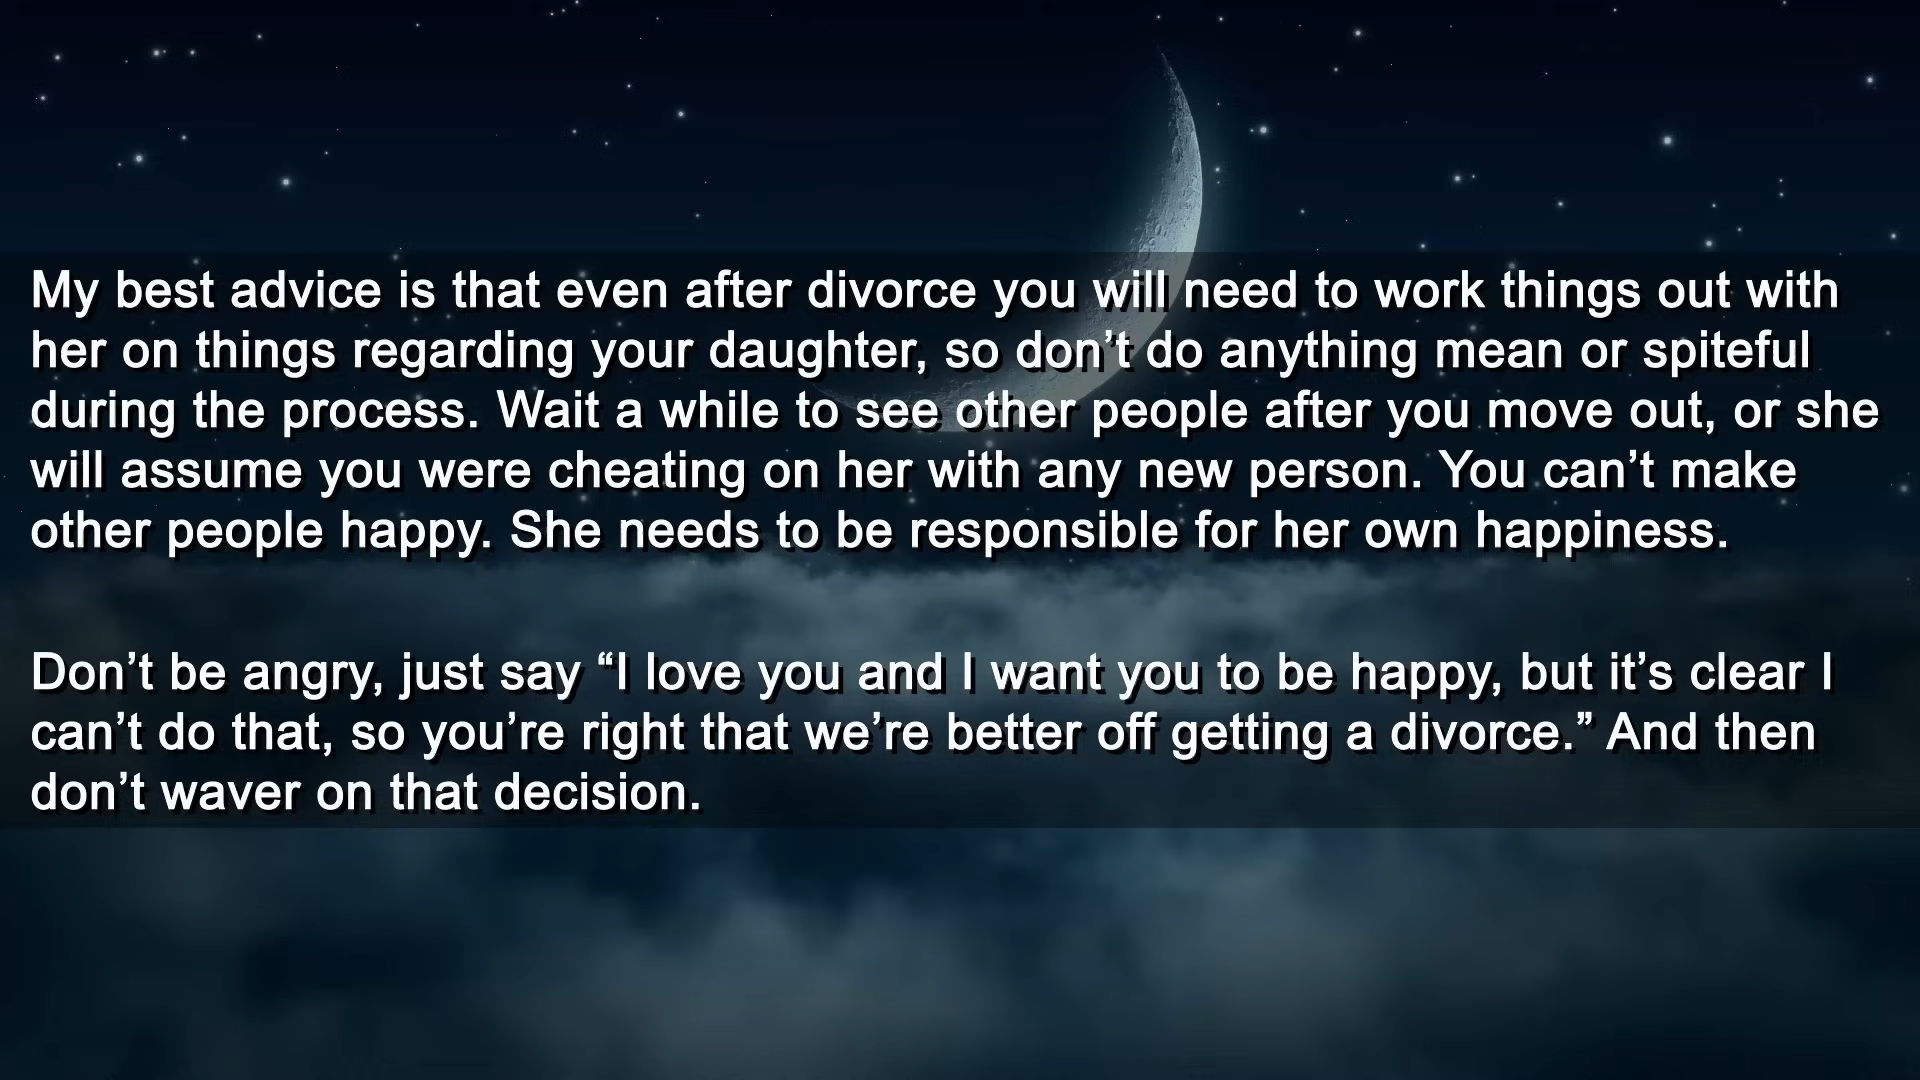 My best advice is that even after divorce you will need to work things out with
her on things regarding your daughter, so don’t do anything mean or spiteful
during the process. Wait a while to see other people after you move out, or she
will assume you were cheating on her with any new person. You can’t make
other people happy. She needs to be responsible for her own happiness.
Don’t be angry, just say “I love you and I want you to be happy, but it’s clear I
can’t do that, so you’re right that we’re better off getting a divorce.” And then
don’t waver on that decision.